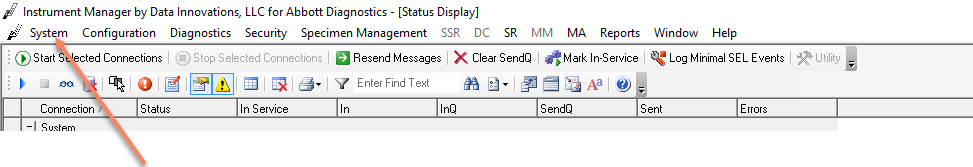 Instrument Manager by Data Innovations, LLC for Abbott Diagnostics - [Status Display]
System Configuration Diagnostics Security Specimen Management SSR DC SR MM MA Reports Window Help
Start Selected Connections Stop Selected Connections Resend Messages Clear SendQ Mark In-Service Log Minimal SEL Events Utility
Enter Find Text
Connection Status In Service In InQ SendQ Sent Errors
System